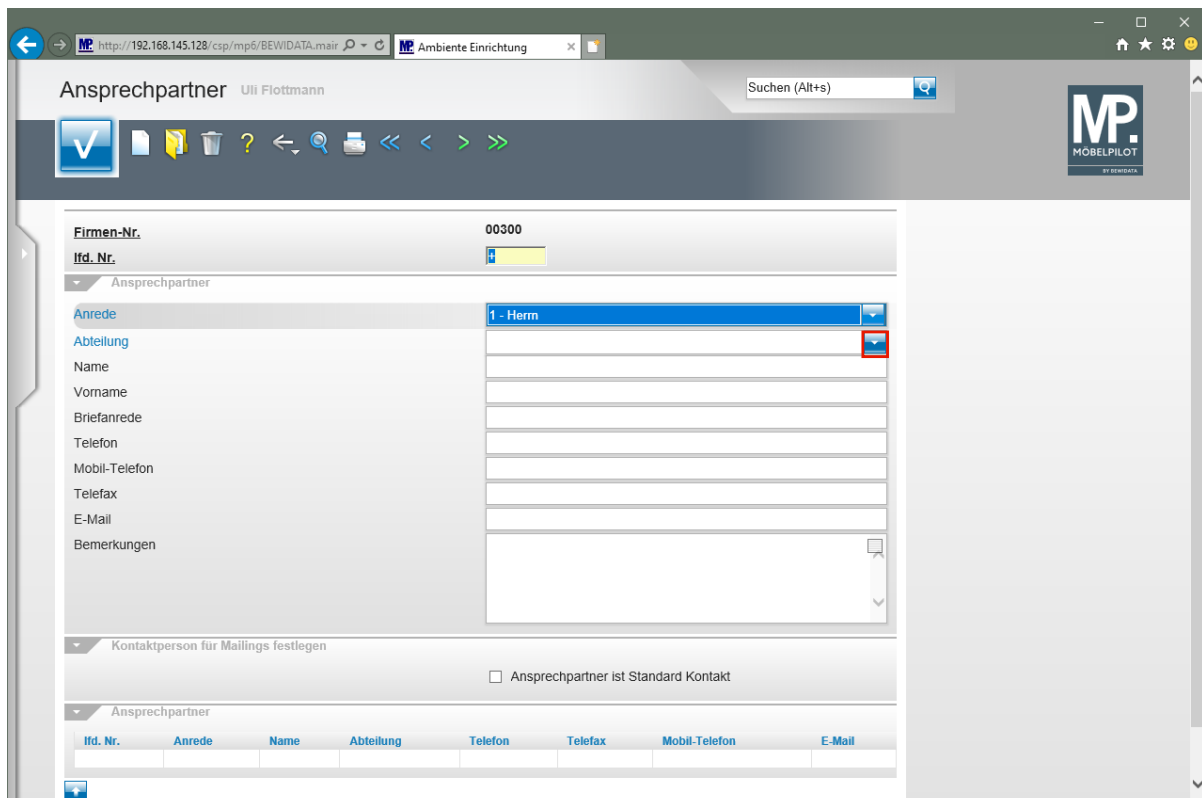 http://192.168.145.128/csp/mp6/BEWIDATA.mair
MP. Ambiente Einrichtung
Ansprechpartner Uli Flottmann
Suchen (Alt+s)
MP.
MÖBELPILOT
BY BEWIDATA
Firmen-Nr. 00300
lfd. Nr. +
Ansprechpartner
Anrede 1 - Herrn
Abteilung
Name
Vorname
Briefanrede
Telefon
Mobil-Telefon
Telefax
E-Mail
Bemerkungen
Kontaktperson für Mailings festlegen
Ansprechpartner ist Standard Kontakt
Ansprechpartner
lfd. Nr. Anrede Name Abteilung Telefon Telefax Mobil-Telefon E-Mail